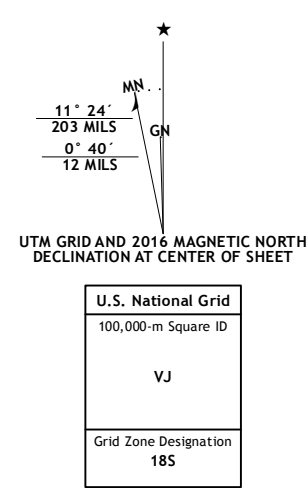 ★
MN
11° 24´
203 MILS
GN
0° 40´
12 MILS
UTM GRID AND 2016 MAGNETIC NORTH
DECLINATION AT CENTER OF SHEET
U.S. National Grid
100,000-m Square ID
VJ
Grid Zone Designation
18S